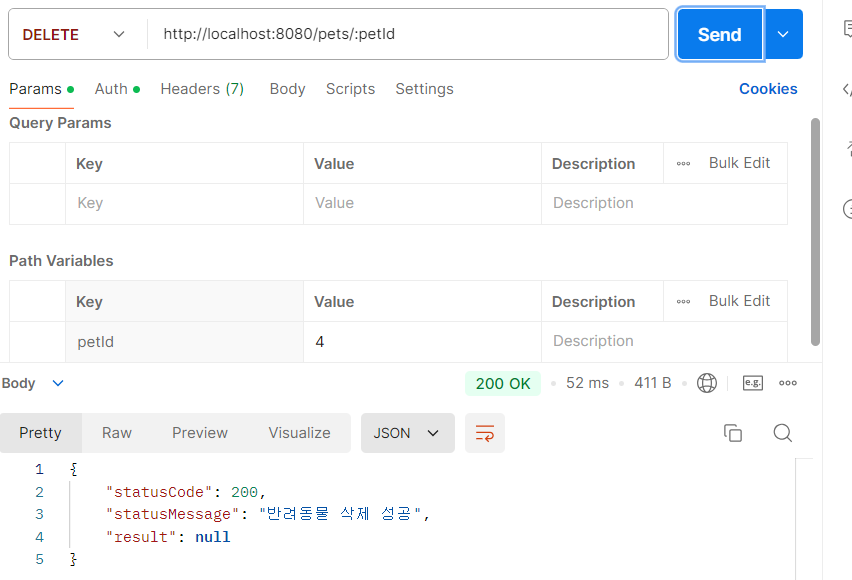 DELETE http://localhost:8080/pets/:petId Send
Params Auth Headers (7) Body Scripts Settings Cookies
Query Params
Key Value Description Bulk Edit
Key Value Description
Path Variables
Key Value Description Bulk Edit
petId 4 Description
Body 200 OK 52 ms 411 B e.g.
Pretty Raw Preview Visualize JSON
1 {
2 "statusCode": 200,
3 "statusMessage": "반려동물 삭제 성공",
4 "result": null
5 }